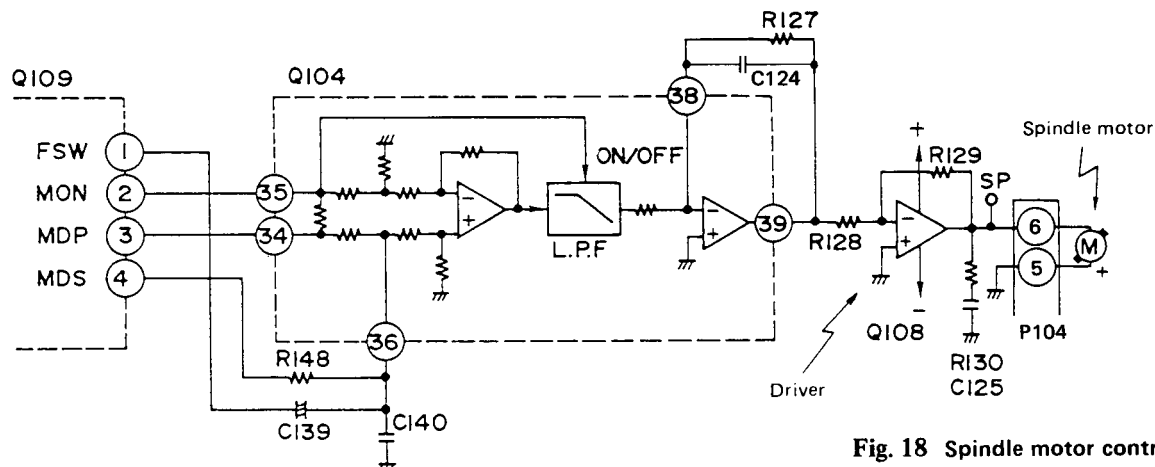 R127
C124
Q109
Q104
38
ON/OFF
Spindle motor
FSW 1
MON 2
MDP 3
MDS 4
35
34
-
+
L.P.F
-
+
39
R128
+
R129
-
+
-
SP
6
5
M
+
P104
Q108
R130
C125
Driver
36
R148
C139
C140
Fig. 18 Spindle motor contr